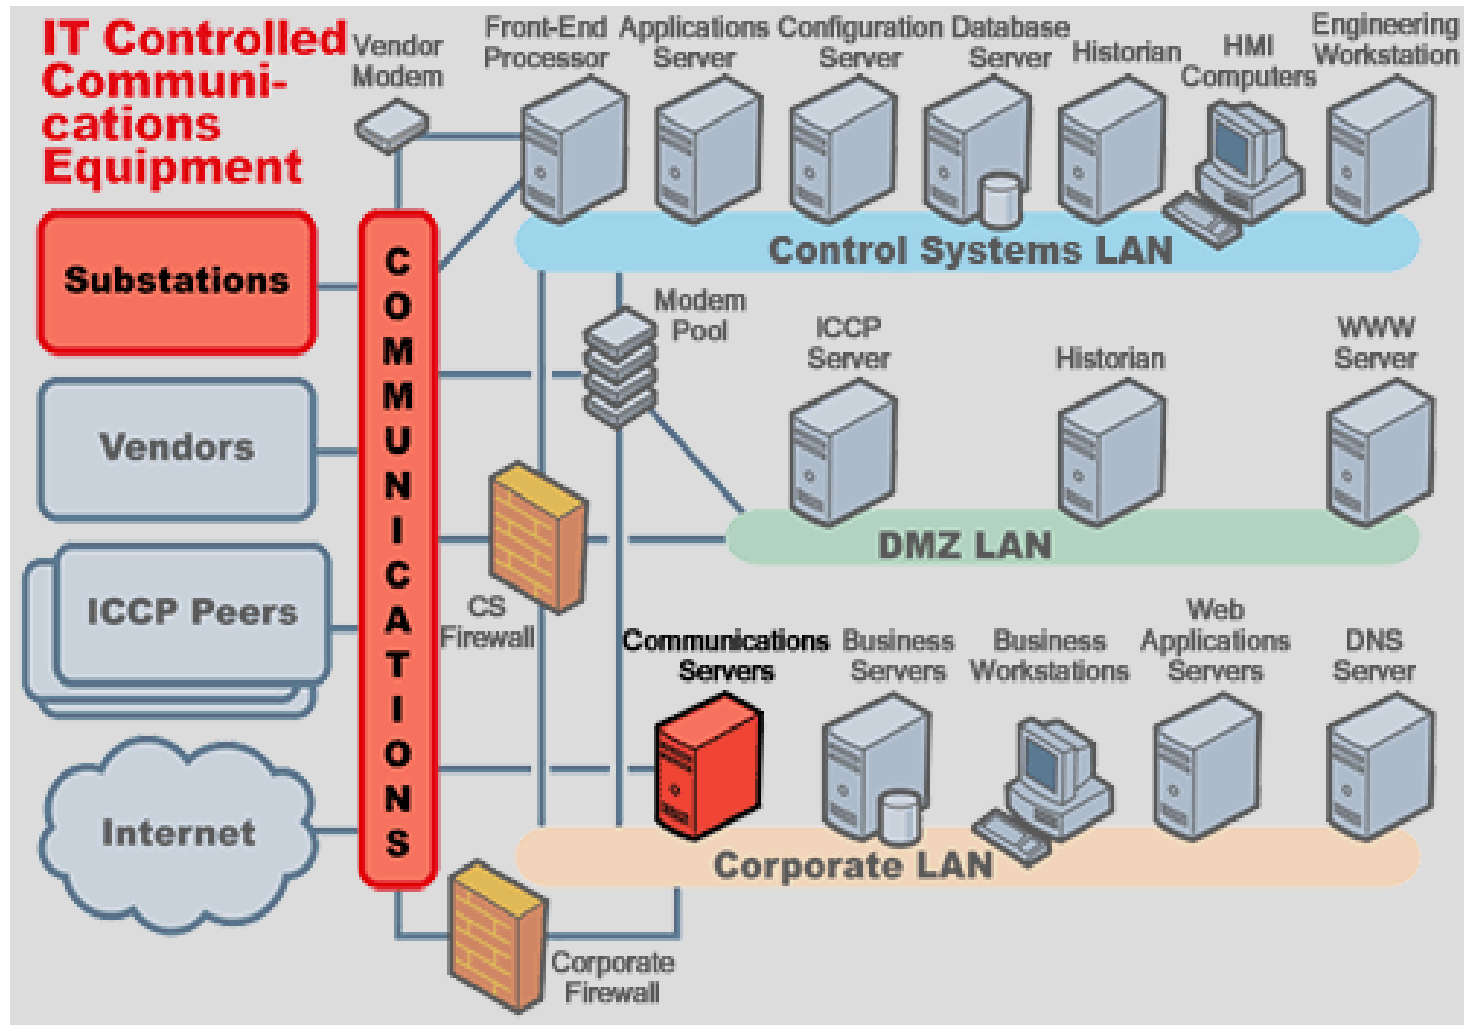 IT Controlled
Communi-
cations
Equipment
Vendor
Modem
Front-End
Processor
Applications
Server
Configuration
Server
Database
Server
Historian
HMI
Computers
Engineering
Workstation
Control Systems LAN
Substations
Vendors
ICCP Peers
Internet
COMMUNICATIONS
Modem
Pool
ICCP
Server
Historian
WWW
Server
DMZ LAN
CS
Firewall
Communications
Servers
Business
Servers
Business
Workstations
Web
Applications
Servers
DNS
Server
Corporate LAN
Corporate
Firewall